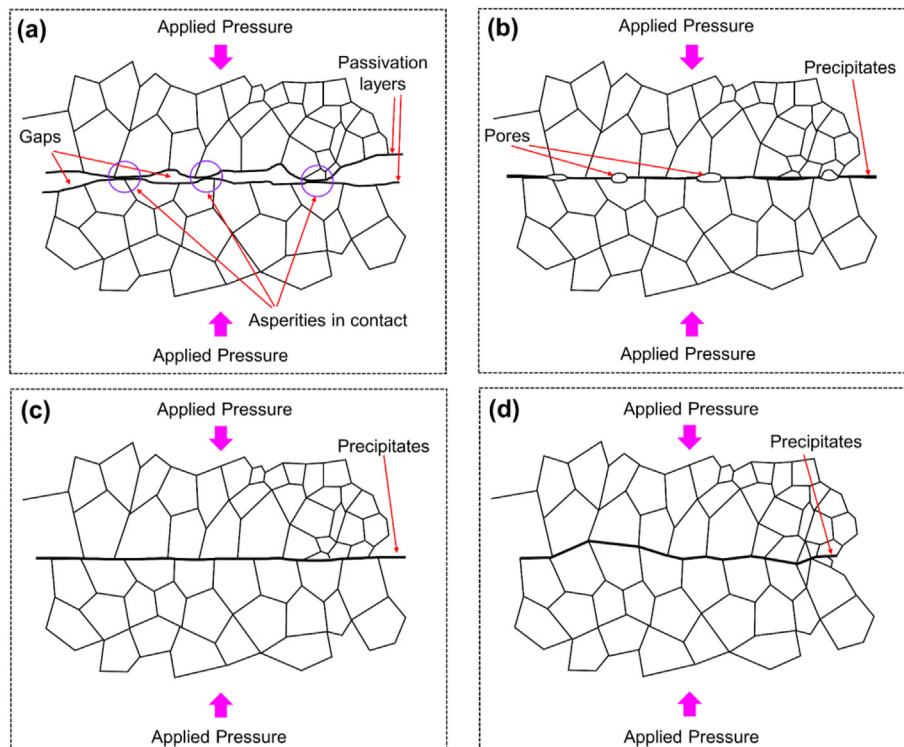 (a)
Applied Pressure
Passivation
layers
Gaps
Asperities in contact
Applied Pressure
(b)
Applied Pressure
Precipitates
Pores
Applied Pressure
(c)
Applied Pressure
Precipitates
Applied Pressure
(d)
Applied Pressure
Precipitates
Applied Pressure